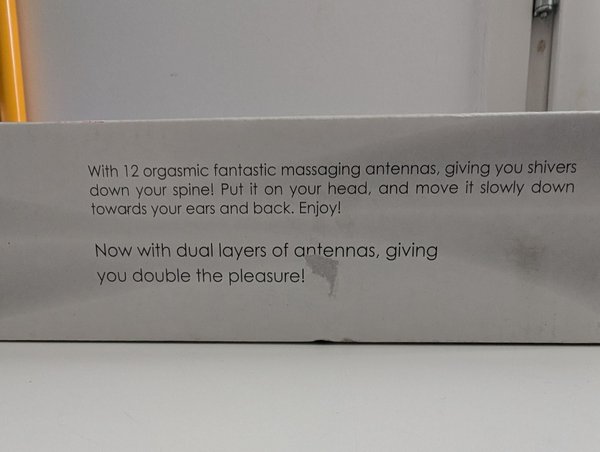 With 12 orgasmic fantastic massaging antennas, giving you shivers
down your spine! Put it on your head, and move it slowly down
towards your ears and back. Enjoy!
Now with dual layers of antennas, giving
you double the pleasure!